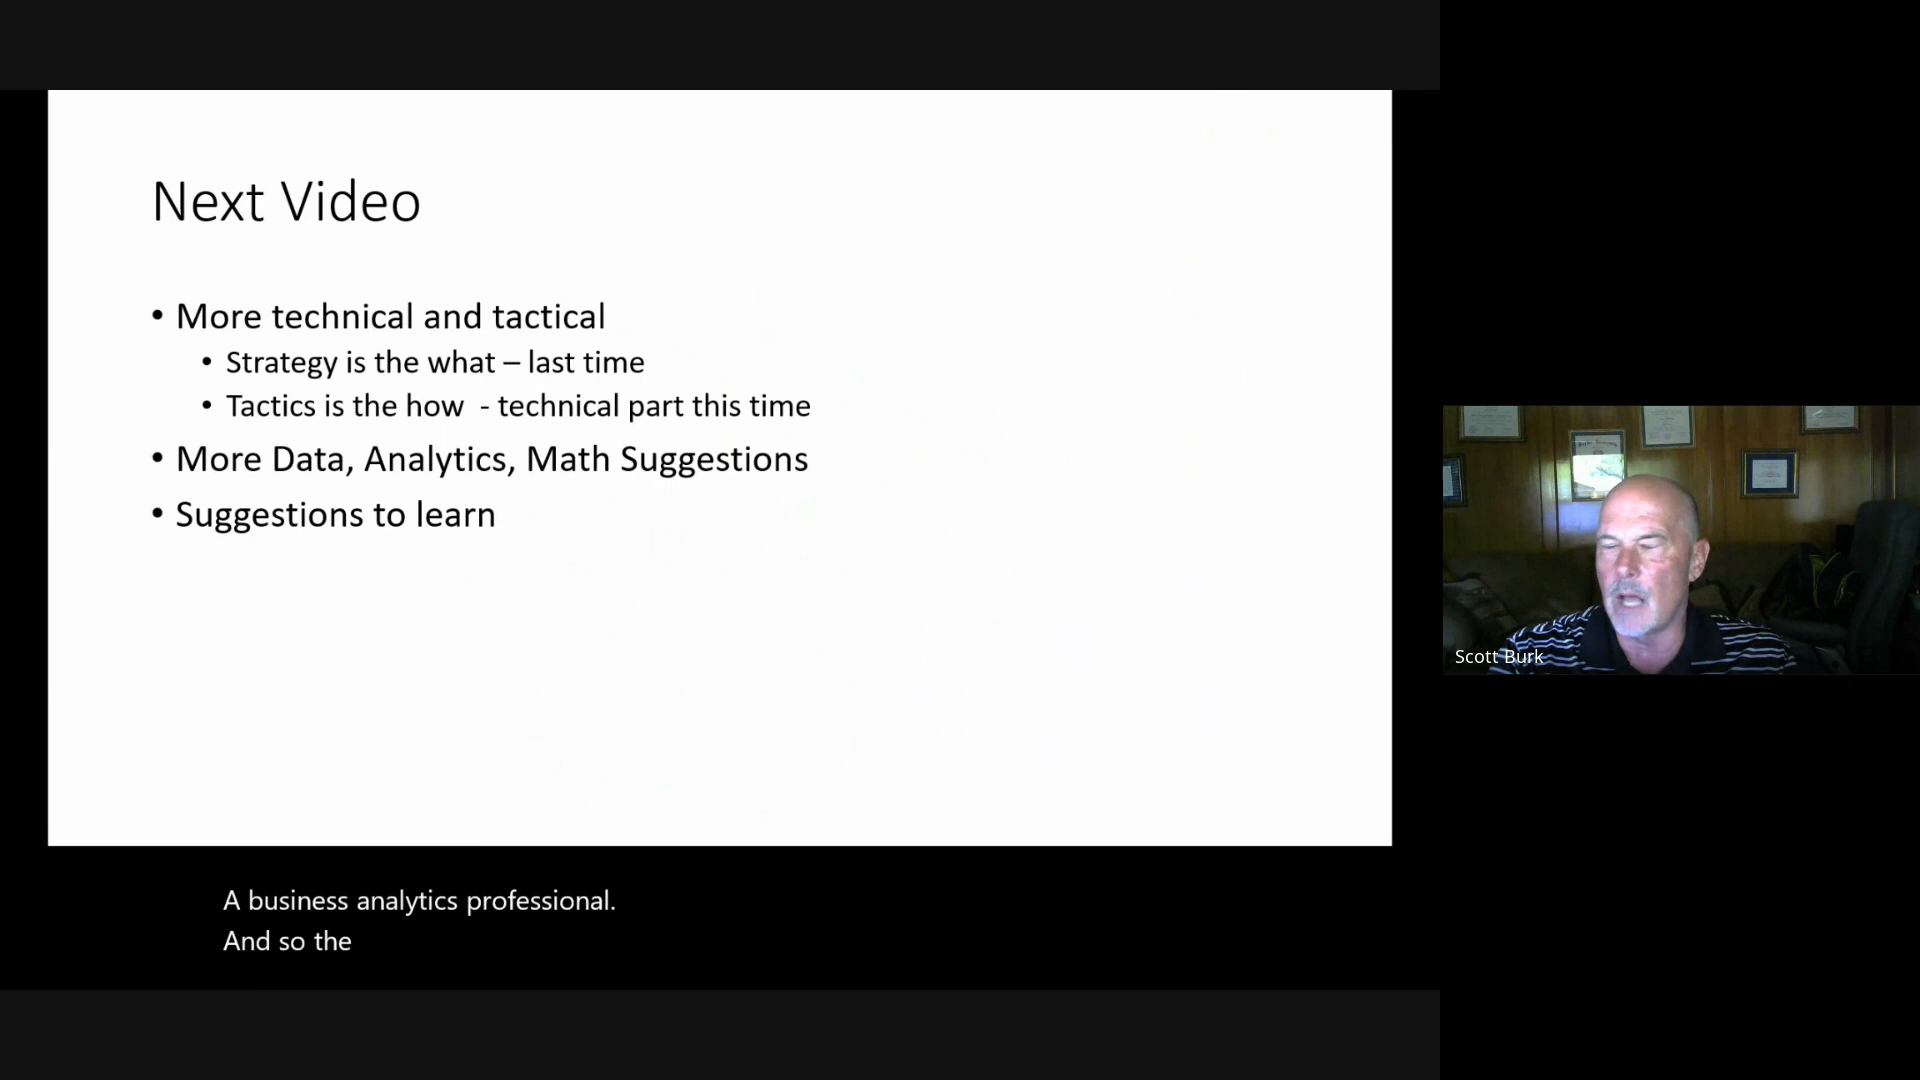 Next Video
• More technical and tactical
• Strategy is the what – last time
• Tactics is the how  - technical part this time
• More Data, Analytics, Math Suggestions
• Suggestions to learn
Scott Burk
A business analytics professional.
And so the